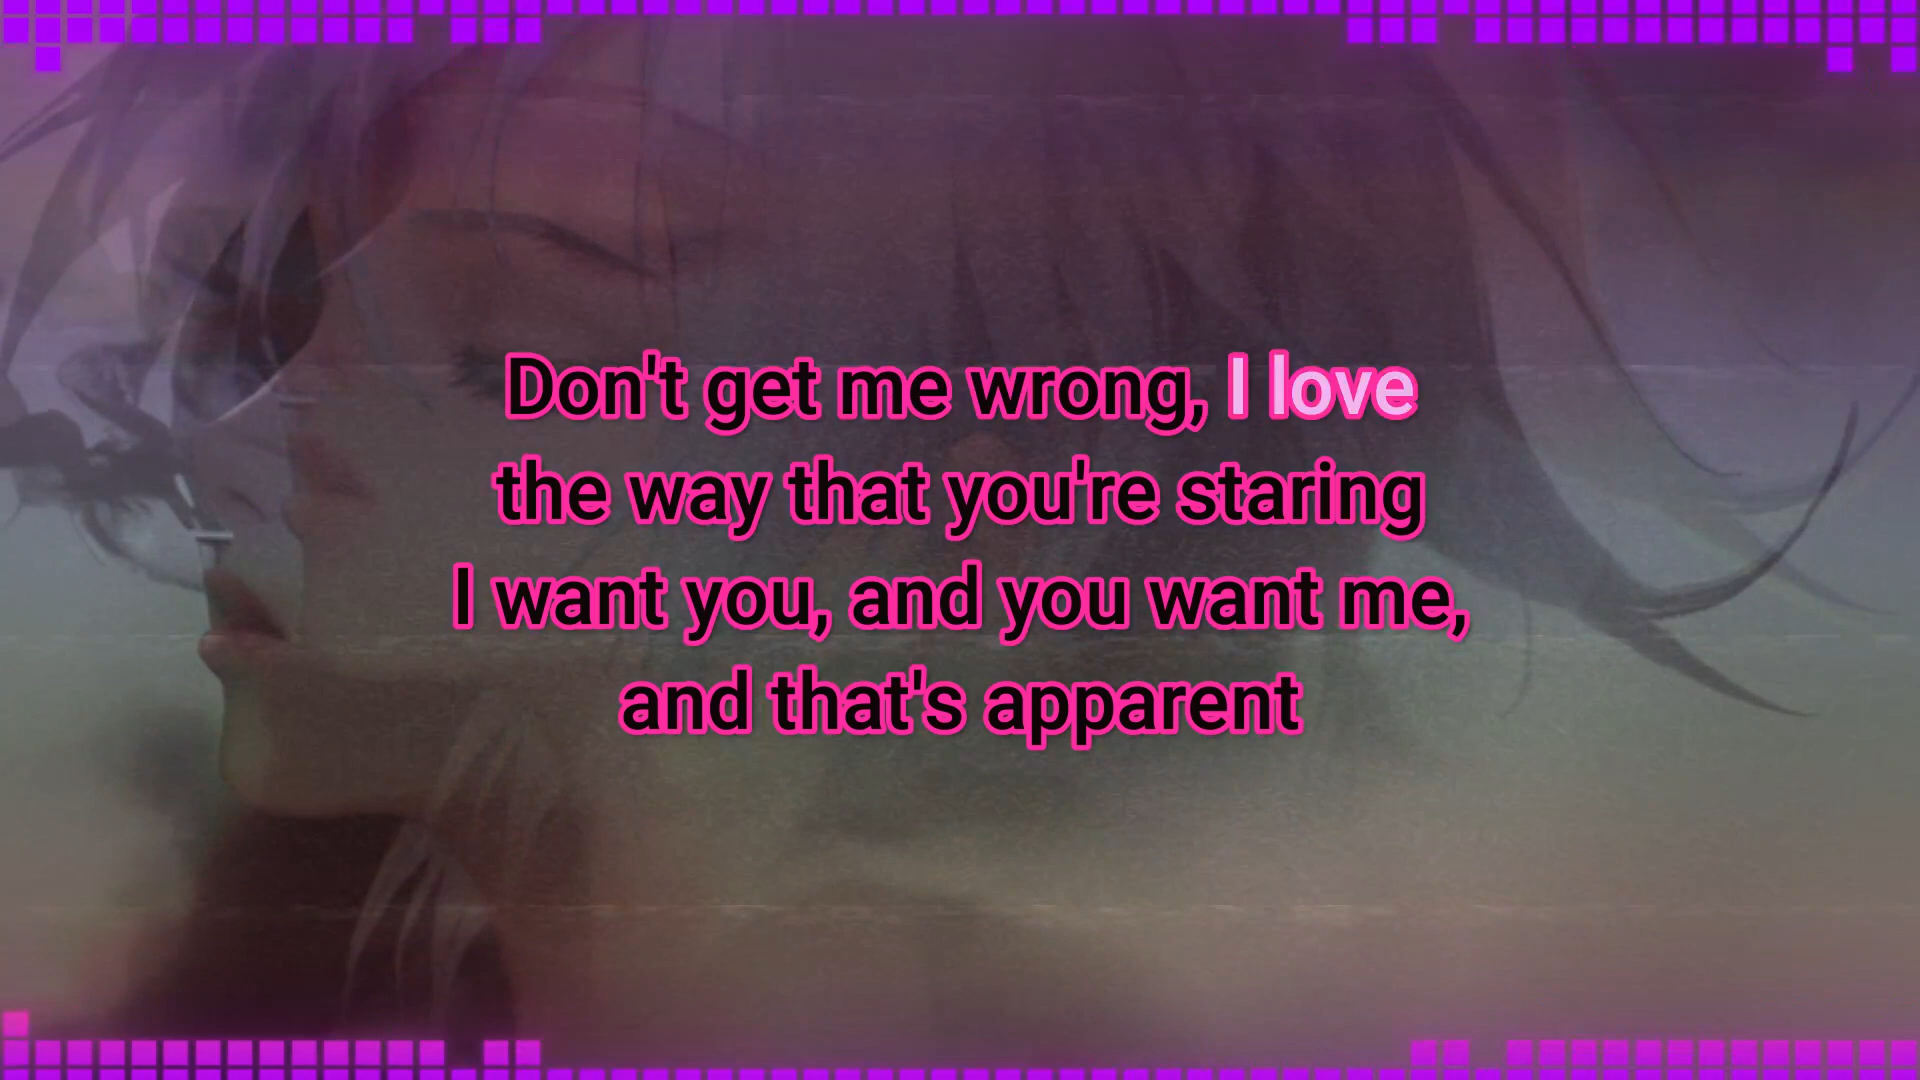 Don't get me wrong, I love
the way that you're staring
I want you, and you want me,
and that's apparent